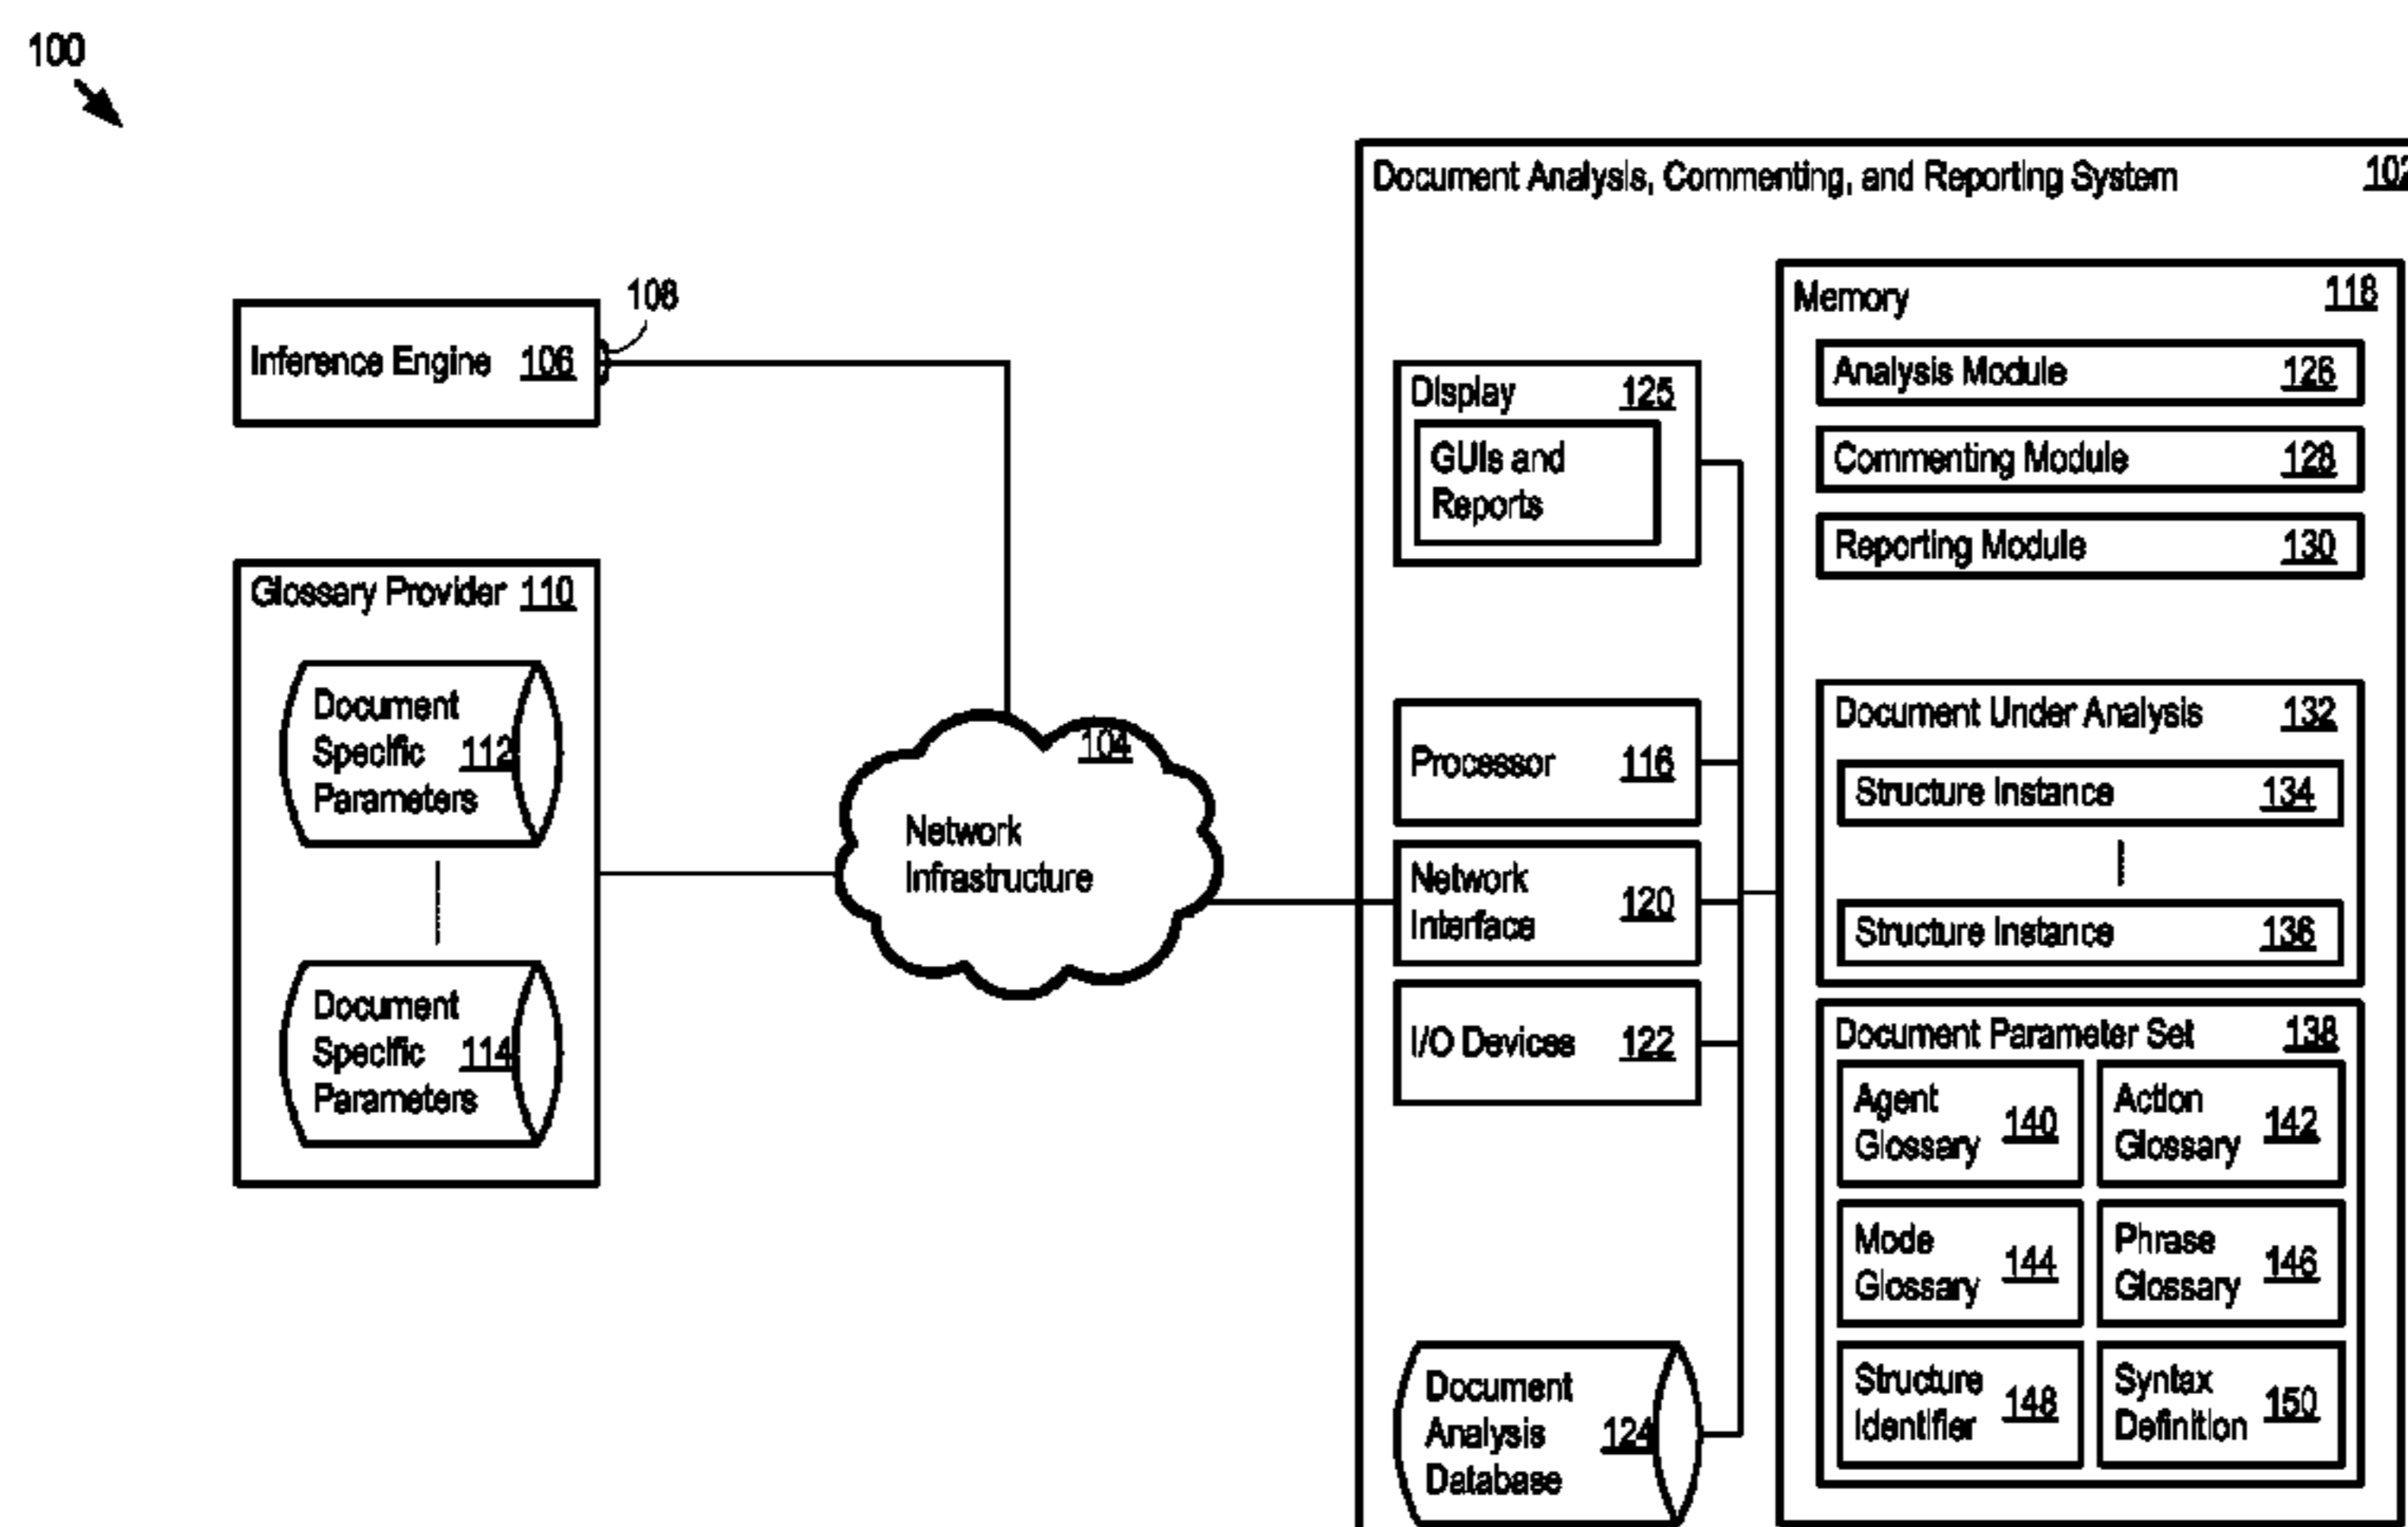 100
Document Analysis, Commenting, and Reporting System 102
Inference Engine 106
108
Glossary Provider 110
Document
Specific 112
Parameters
Document
Specific 114
Parameters
104
Network
Infrastructure
Display 125
GUIs and
Reports
Processor 116
Network
Interface 120
I/O Devices 122
Document
Analysis 124
Database
Memory 118
Analysis Module 126
Commenting Module 128
Reporting Module 130
Document Under Analysis 132
Structure Instance 134
Structure Instance 136
Document Parameter Set 138
Agent
Glossary 140
Action
Glossary 142
Mode
Glossary 144
Phrase
Glossary 146
Structure
Identifier 148
Syntax
Definition 150